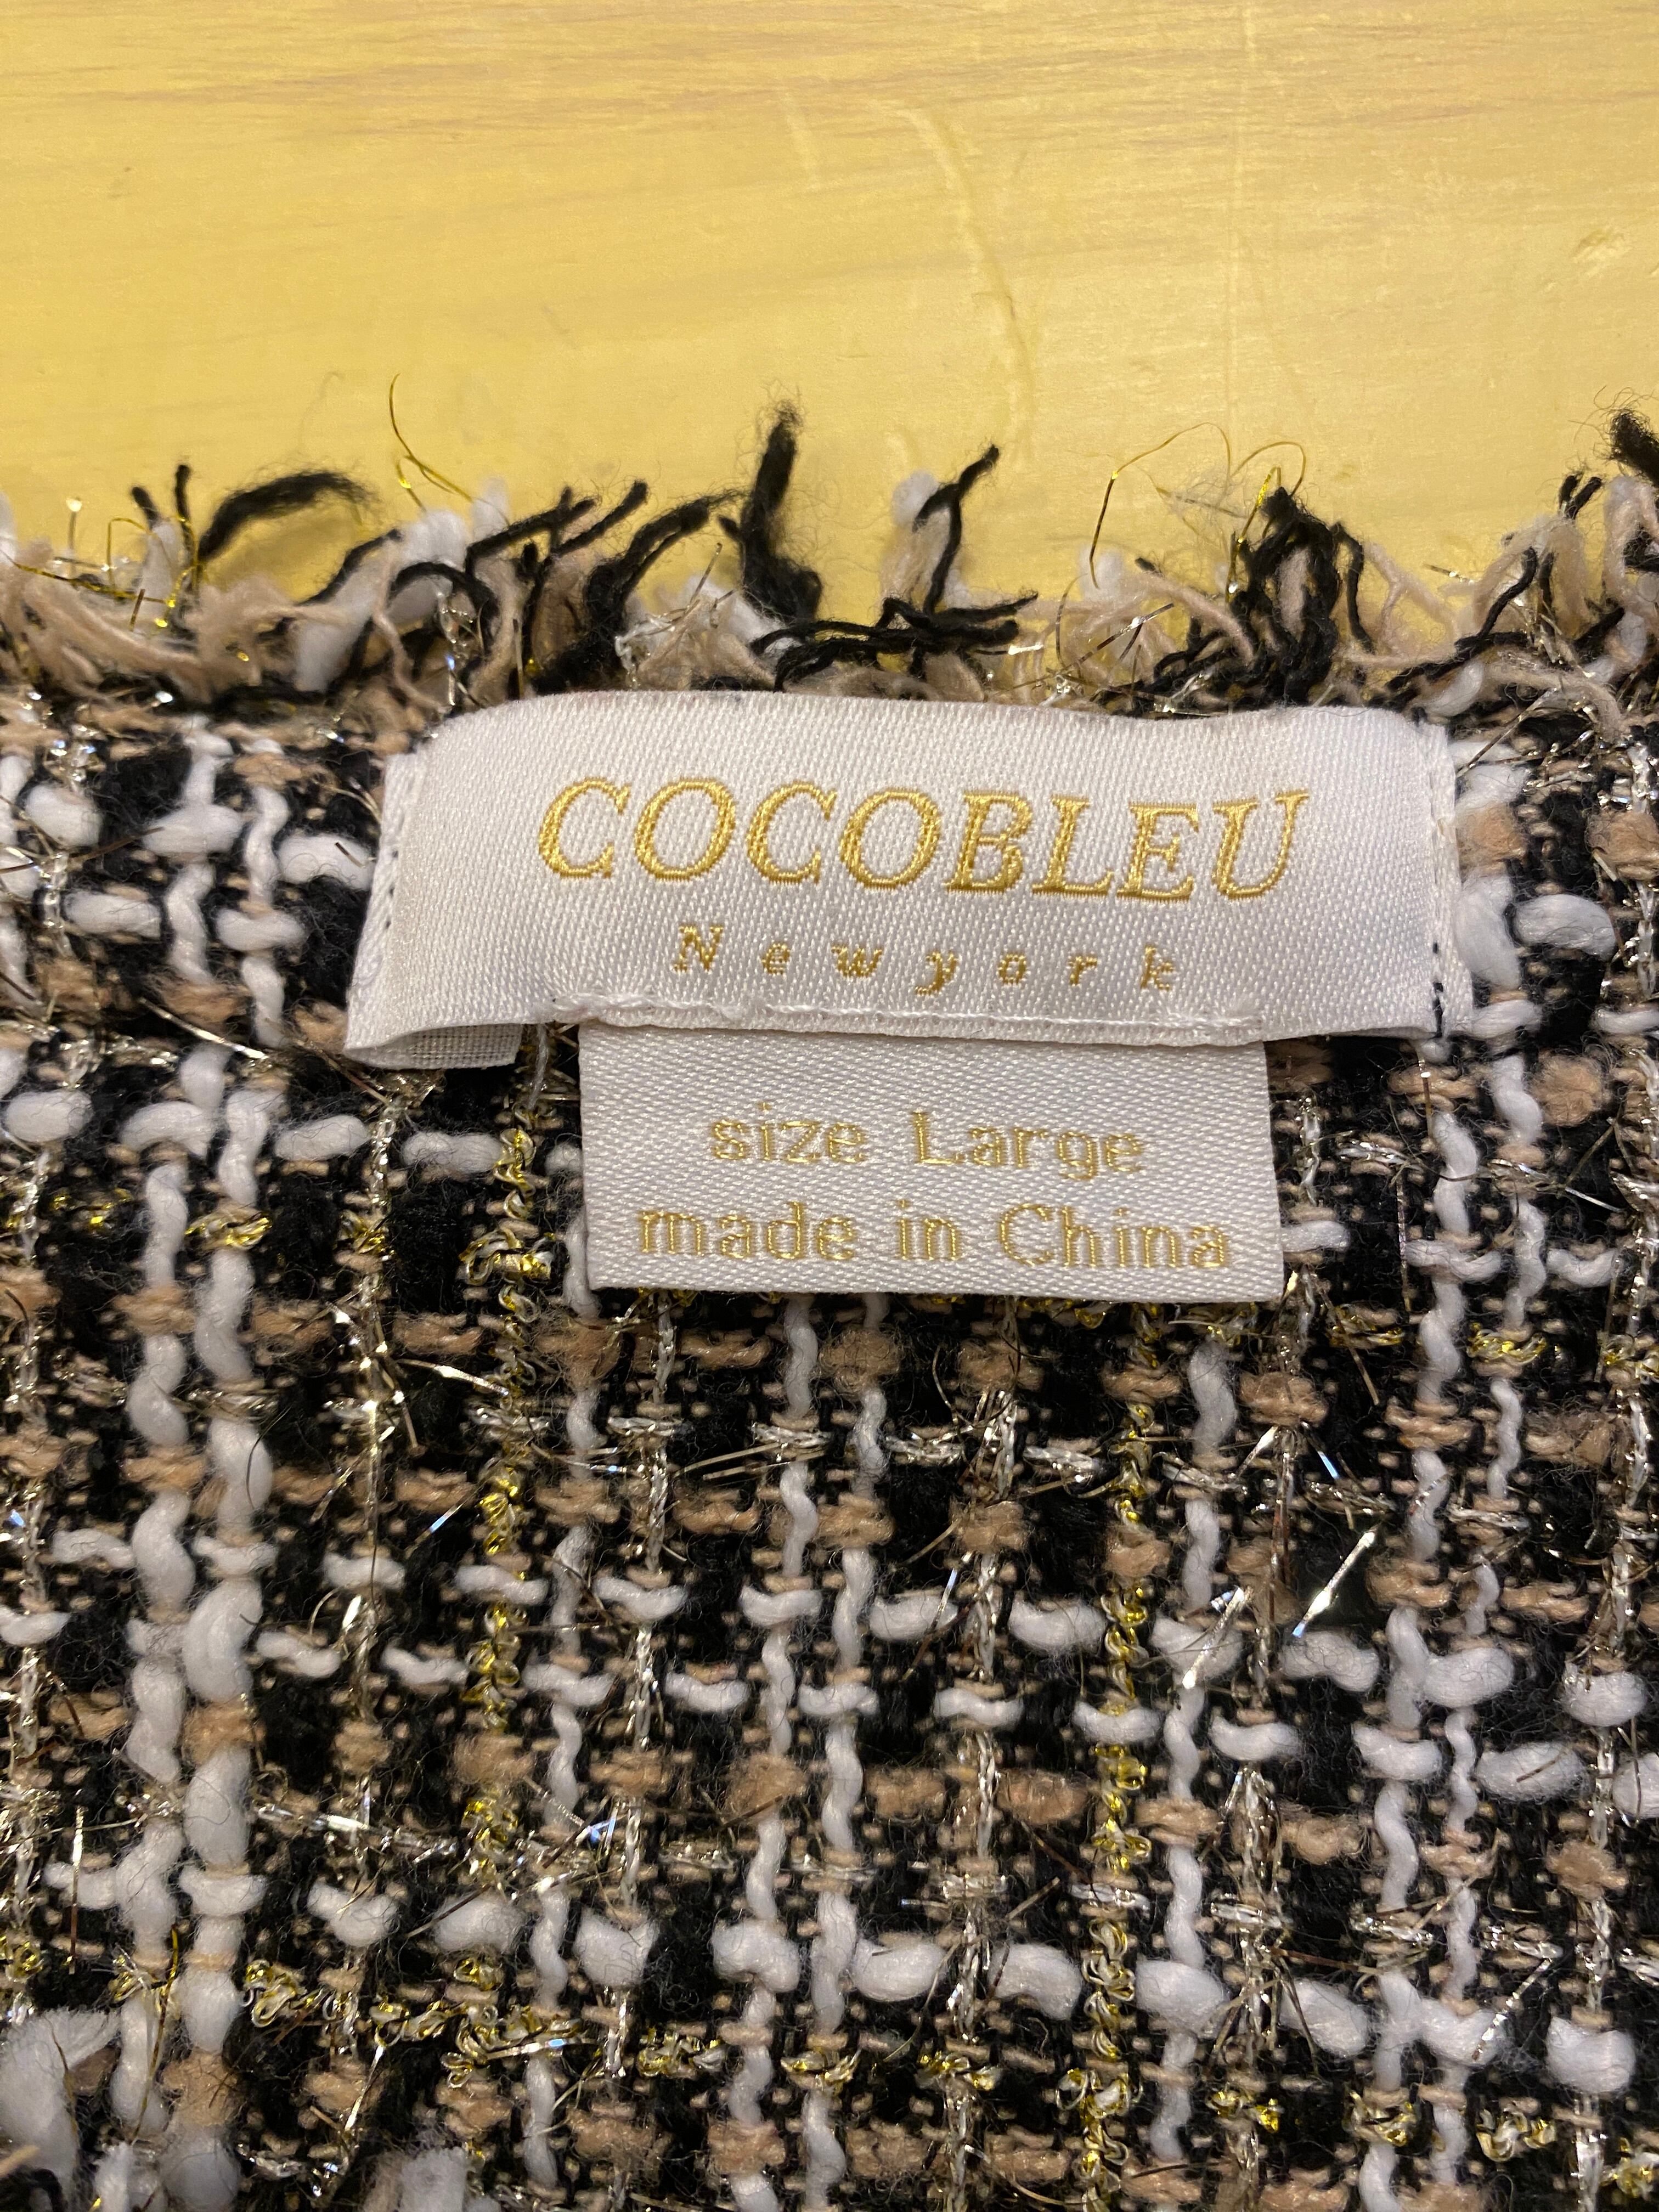 COCOBLEU
Newyork
size Large
made in China